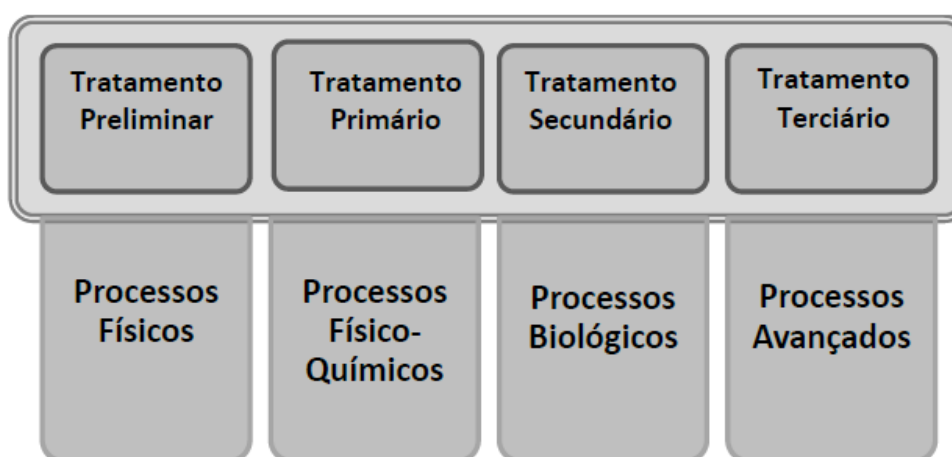 Tratamento
Preliminar
Tratamento
Primário
Tratamento
Secundário
Tratamento
Terciário
Processos
Físicos
Processos
Físico-
Químicos
Processos
Biológicos
Processos
Avançados